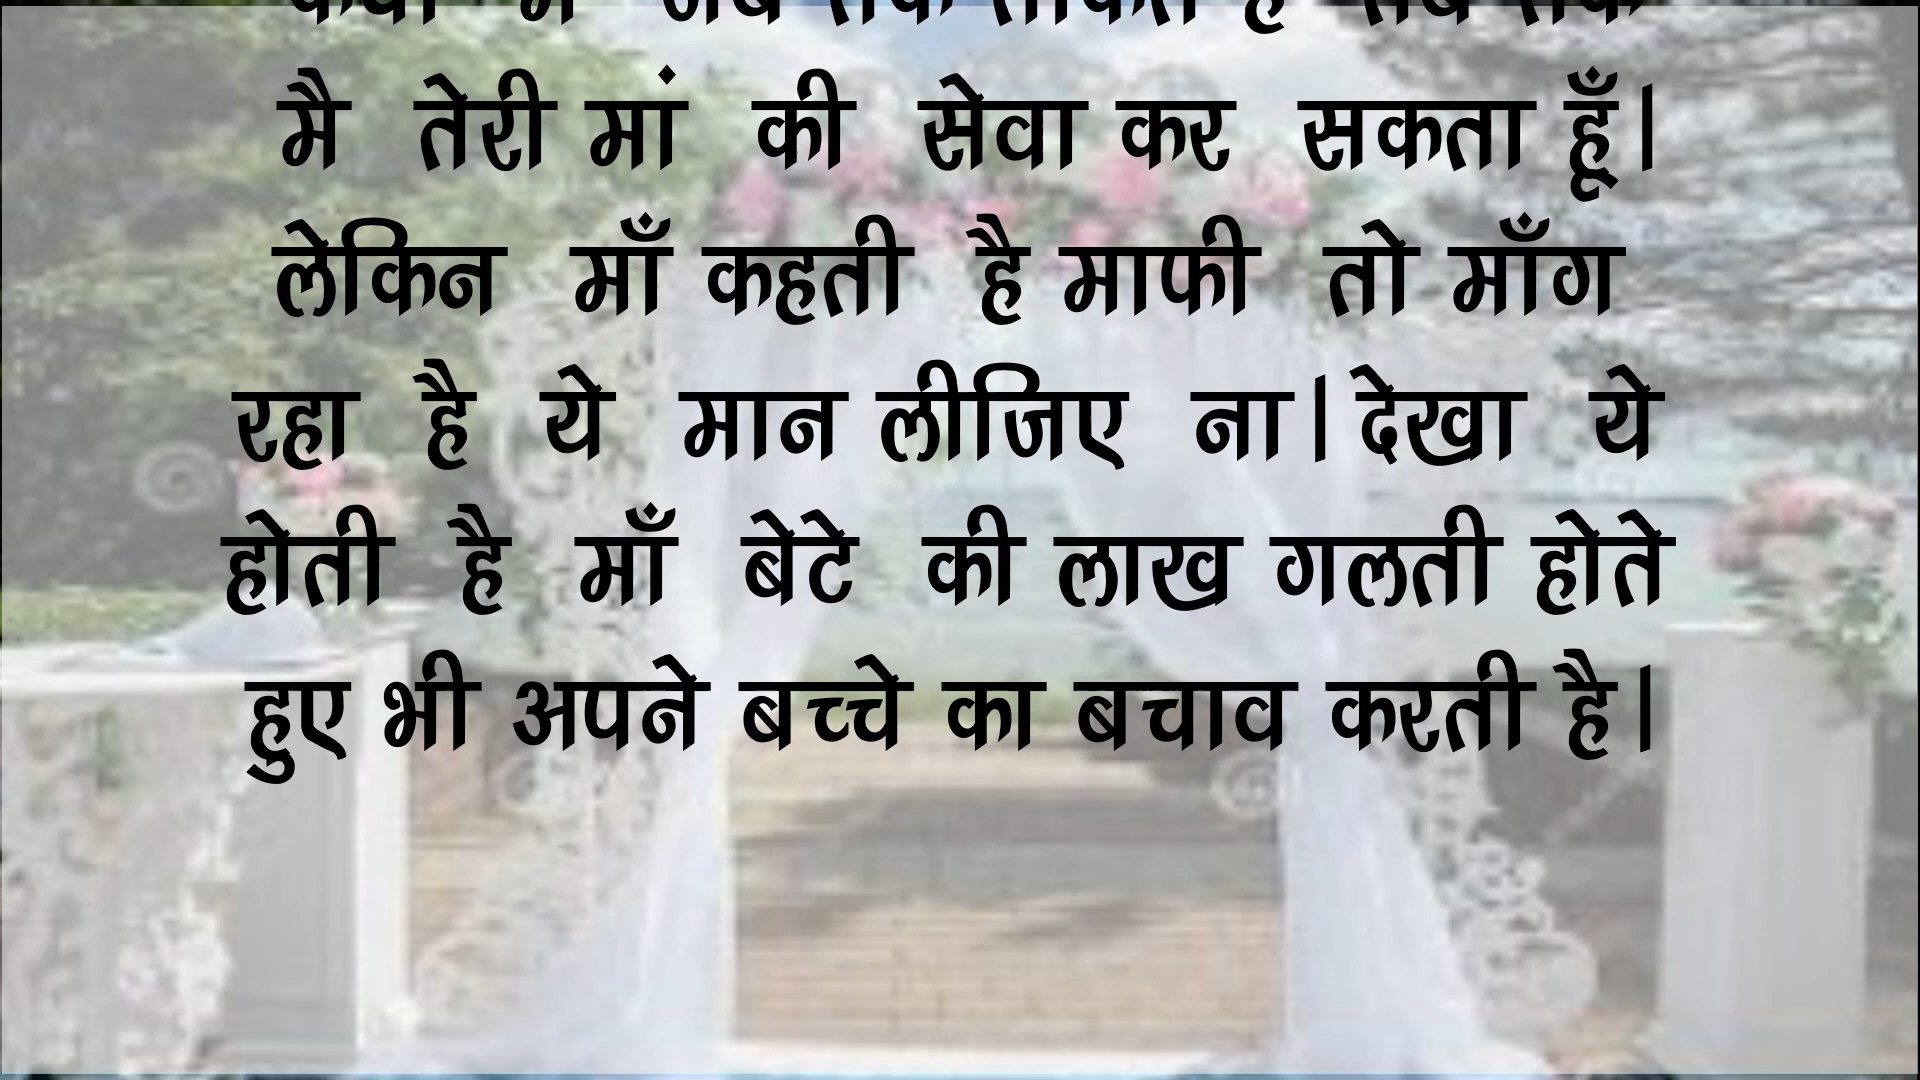 मै तेरी मां की सेवा कर सकता हूँ।
लेकिन माँ कहती है माफी तो माँग
रहा है ये मान लीजिए ना। देखा ये
होती है माँ बेटे की लाख गलती होते
हुए भी अपने बच्चे का बचाव करती है।